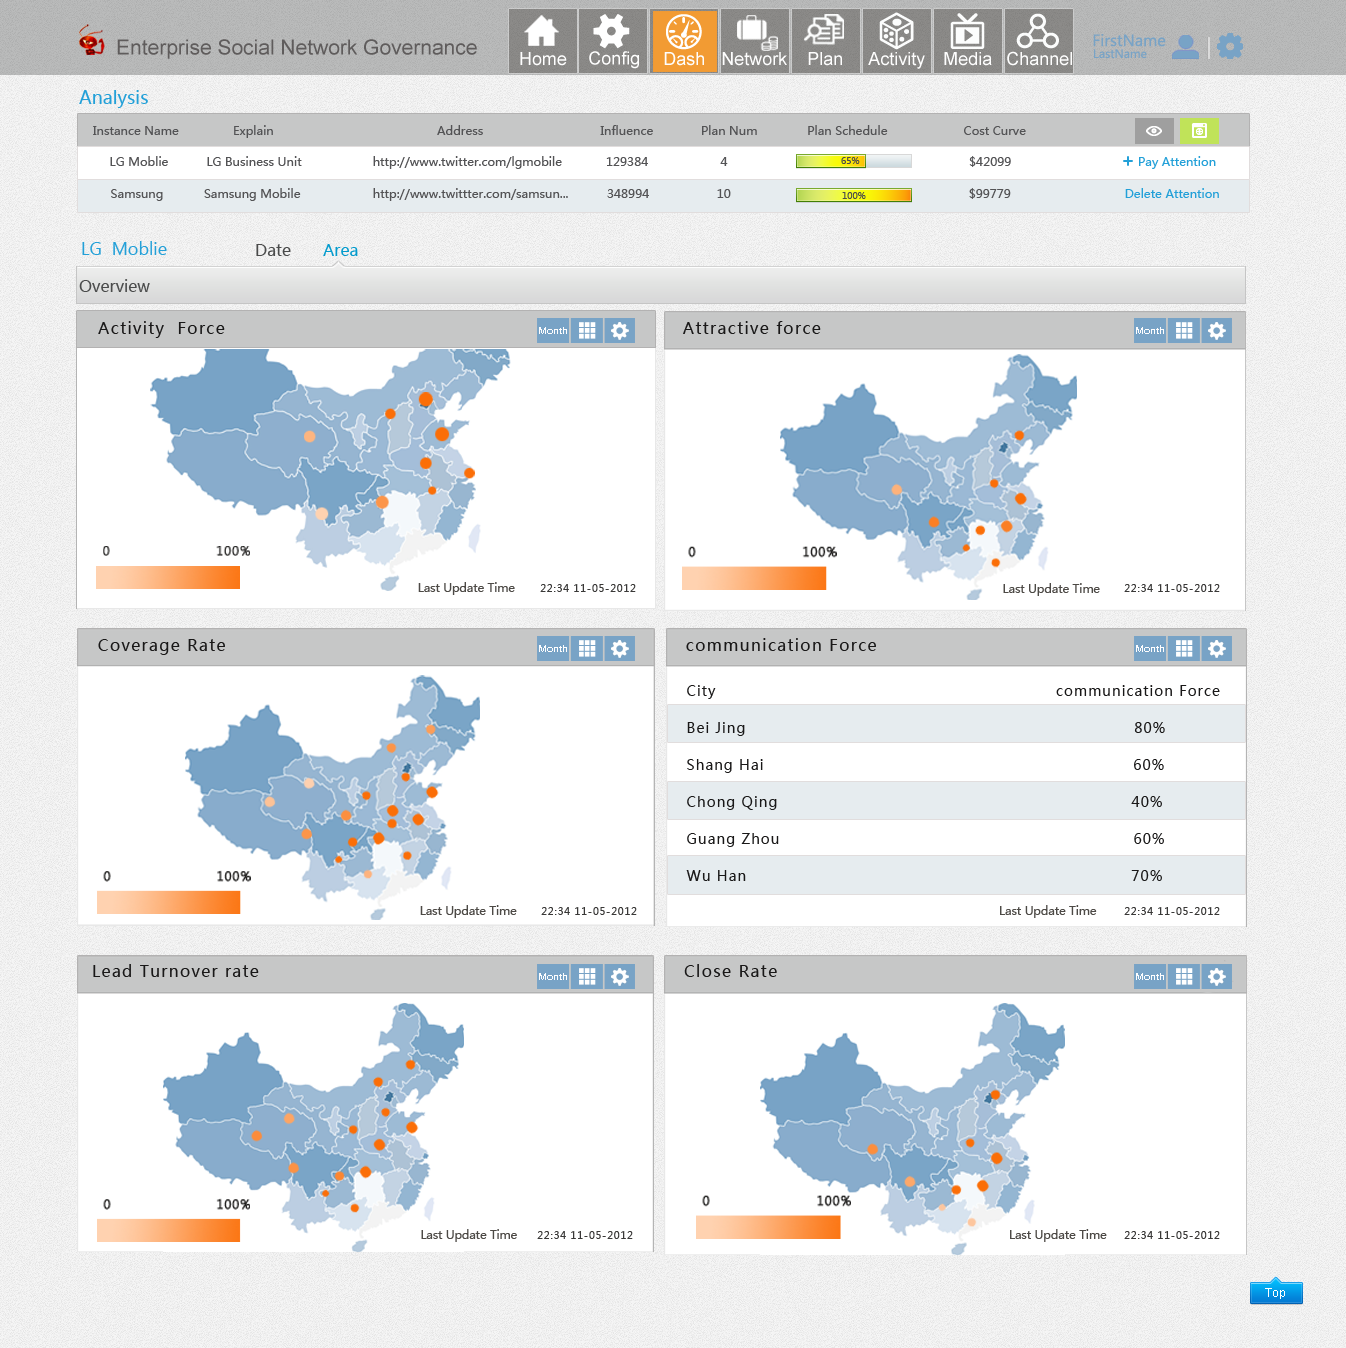 Enterprise Social Network Governance
Home Config Dash Network Plan Activity Media Channel
FirstName
LastName
Analysis
Instance Name Explain Address Influence Plan Num Plan Schedule Cost Curve
LG Moblie LG Business Unit http://www.twitter.com/lgmobile 129384 4 65% $42099 + Pay Attention
Samsung Samsung Mobile http://www.twittter.com/samsun... 348994 10 100% $99779 Delete Attention
LG Moblie Date Area
Overview
Activity Force Month
0 100%
Last Update Time 22:34 11-05-2012
Attractive force Month
0 100%
Last Update Time 22:34 11-05-2012
Coverage Rate Month
0 100%
Last Update Time 22:34 11-05-2012
communication Force Month
City communication Force
Bei Jing 80%
Shang Hai 60%
Chong Qing 40%
Guang Zhou 60%
Wu Han 70%
Last Update Time 22:34 11-05-2012
Lead Turnover rate Month
0 100%
Last Update Time 22:34 11-05-2012
Close Rate Month
0 100%
Last Update Time 22:34 11-05-2012
Top